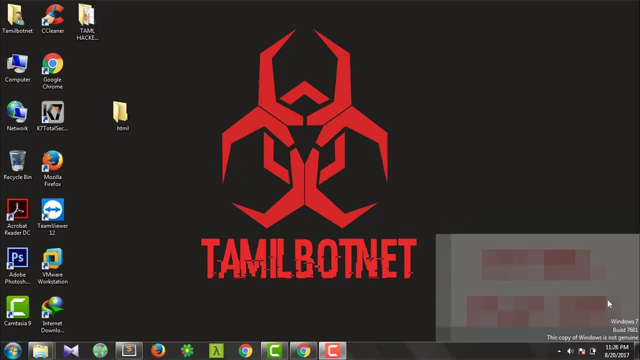 Tamilbotnet
CCleaner
TAML HACKE...
Computer
Google Chrome
html
Network
K7TotalSec...
Recycle Bin
Mozilla Firefox
Acrobat Reader DC
TeamViewer 12
Adobe Photosh...
VMware Workstation
Camtasia 9
Internet Downlo...
TAMILBOTNET
Windows 7
Build 7601
This copy of Windows is not genuine
11:26 PM
8/20/2017